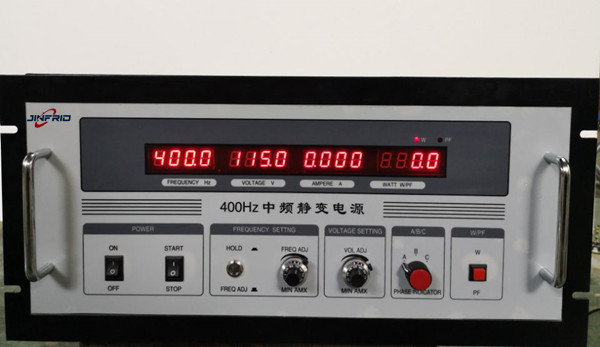 JINFRID
W PF
400.0 115.0 0.000 0.0
FREQUENCY Hz VOLTAGE V AMPERE A WATT W/PF
400Hz中频静变电源
POWER FREQUENCY SETTNG VOLTAGE SETTING A/B/C W/PF
ON START HOLD FREQ ADJ VOL ADJ A B C W
OFF STOP FREQ ADJ MIN AMX MIN AMX PHASE INDICATOR PF